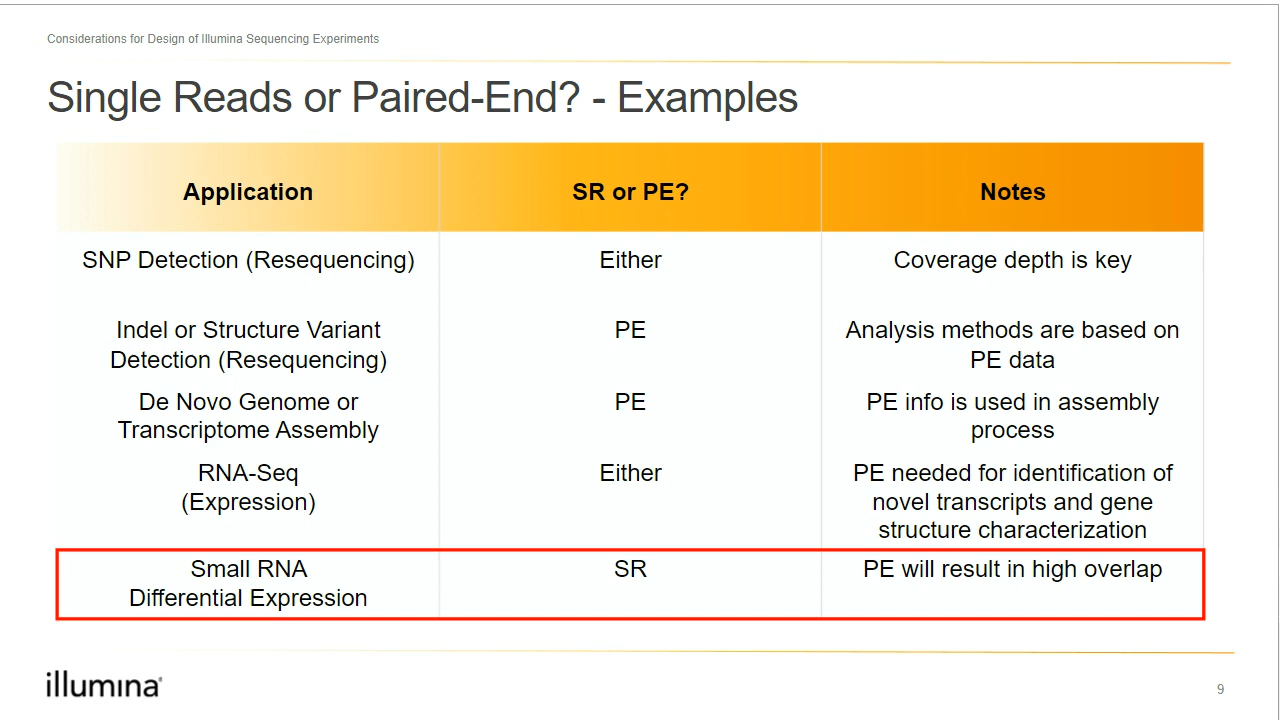 Considerations for Design of Illumina Sequencing Experiments
Single Reads or Paired-End? - Examples
Application
SR or PE?
Notes
SNP Detection (Resequencing)
Either
Coverage depth is key
Indel or Structure Variant
Detection (Resequencing)
PE
Analysis methods are based on
PE data
De Novo Genome or
Transcriptome Assembly
PE
PE info is used in assembly
process
RNA-Seq
(Expression)
Either
PE needed for identification of
novel transcripts and gene
structure characterization
Small RNA
Differential Expression
SR
PE will result in high overlap
illumina®
9